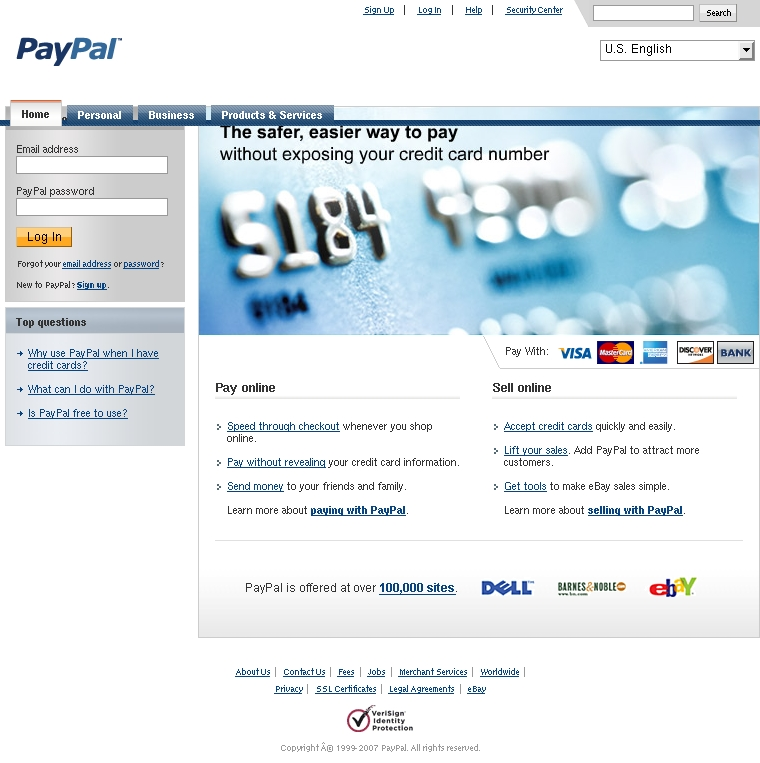 Sign Up | Log In | Help | Security Center
Search
PayPal™
U.S. English
Home
Personal
Business
Products & Services
Email address
PayPal password
Log In
Forgot your email address or password?
New to PayPal? Sign up.
Top questions
Why use PayPal when I have
credit cards?
What can I do with PayPal?
Is PayPal free to use?
The safer, easier way to pay
without exposing your credit card number
5184
5184
Pay With:
VISA
MasterCard
DISCOVER
BANK
Pay online
Speed through checkout whenever you shop
online.
Pay without revealing your credit card information.
Send money to your friends and family.
Learn more about paying with PayPal.
Sell online
Accept credit cards quickly and easily.
Lift your sales. Add PayPal to attract more
customers.
Get tools to make eBay sales simple.
Learn more about selling with PayPal.
PayPal is offered at over 100,000 sites.
DELL™
BARNES&NOBLE
www.bn.com
ebaY
About Us | Contact Us | Fees | Jobs | Merchant Services | Worldwide |
Privacy | SSL Certificates | Legal Agreements | eBay
VeriSign
Identity
Protection
Copyright Â© 1999-2007 PayPal. All rights reserved.